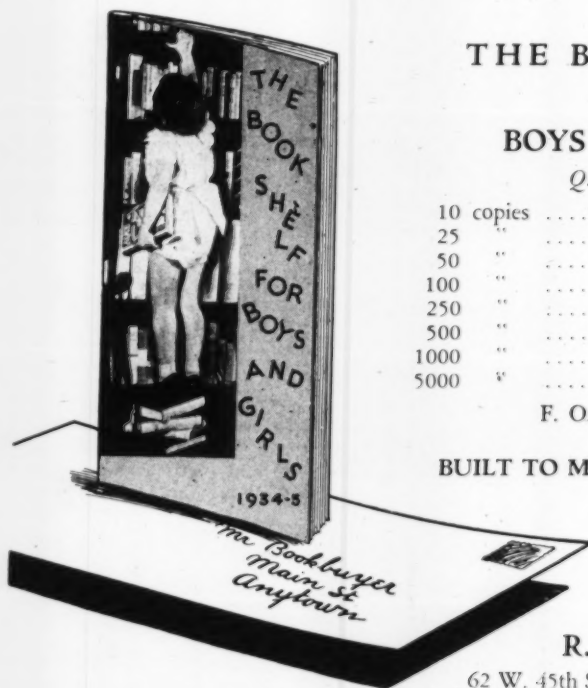 THE
BOOK
SHELF
FOR
BOYS
AND
GIRLS
1934-5
Mr Bookbuyer
Main St
Anytown
THE B
BOYS
Q
10 copies ....
25 " ....
50 " ....
100 " ....
250 " ....
500 " ....
1000 " ....
5000 " ....
F. O
BUILT TO M
R.
62 W. 45th S